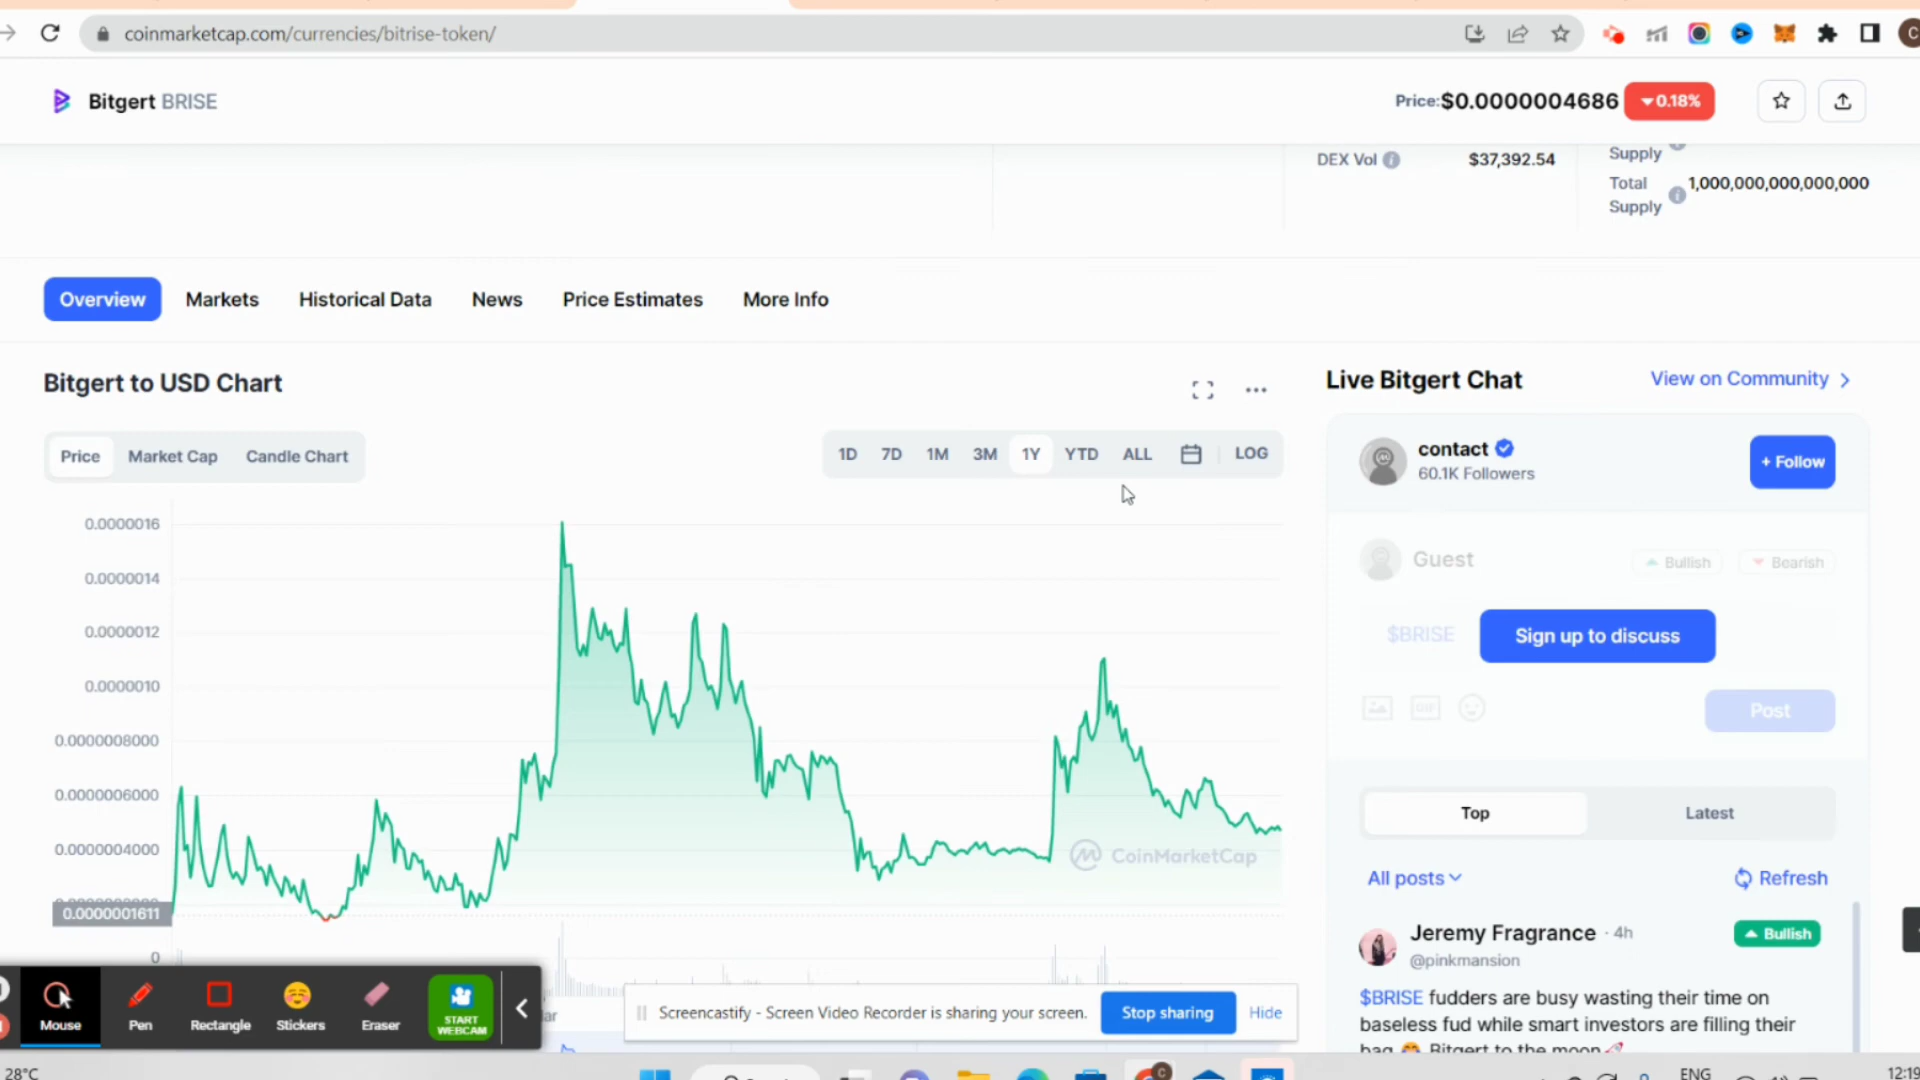 coinmarketcap.com/currencies/bitrise-token/
C
Bitgert BRISE
Price:$0.0000004686
0.18%
DEX Vol
$37,392.54
Supply
Total Supply
1,000,000,000,000,000
Overview
Markets
Historical Data
News
Price Estimates
More Info
Bitgert to USD Chart
Live Bitgert Chat
View on Community
Price
Market Cap
Candle Chart
1D
7D
1M
3M
1Y
YTD
ALL
LOG
contact
60.1K Followers
+ Follow
0.0000016
0.0000014
0.0000012
0.0000010
0.0000008000
0.0000006000
0.0000004000
0.0000001611
0
CoinMarketCap
Guest
Bullish
Bearish
$BRISE
Sign up to discuss
GIF
Post
Top
Latest
All posts
Refresh
Jeremy Fragrance · 4h
Bullish
@pinkmansion
$BRISE fudders are busy wasting their time on
baseless fud while smart investors are filling their
bag Bitgert to the moon
Mouse
Pen
Rectangle
Stickers
Eraser
START
WEBCAM
Screencastify - Screen Video Recorder is sharing your screen.
Stop sharing
Hide
28°C
ENG
12:19